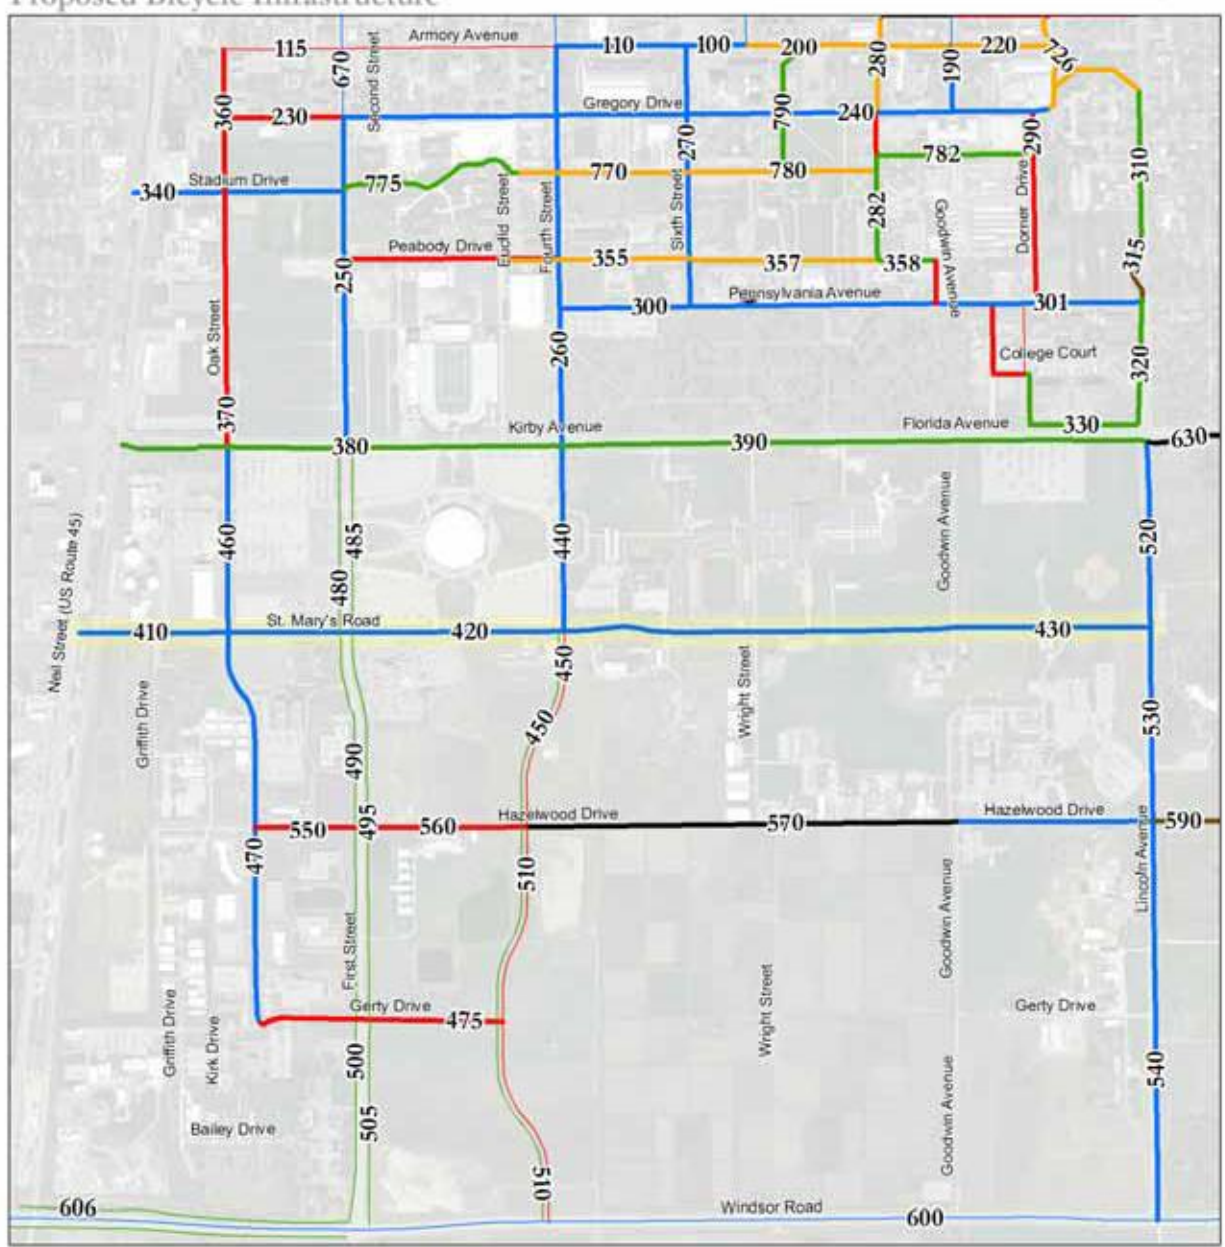 Proposed Bicycle Infrastructure
115
Armory Avenue
110
100
200
280
220
726
670
Second Street
190
360
230
Gregory Drive
790
240
270
290
340
Stadium Drive
775
770
780
782
310
Euclid Street
Fourth Street
Sixth Street
282
Goodwin Avenue
Dorner Drive
Peabody Drive
355
357
358
315
250
300
Pennsylvania Avenue
301
Oak Street
260
College Court
320
370
Kirby Avenue
Florida Avenue
330
380
390
630
460
485
440
Goodwin Avenue
520
480
Neil Street (US Route 45)
410
St. Mary's Road
420
430
450
Griffith Drive
Wright Street
530
450
490
495
550
560
Hazelwood Drive
570
Hazelwood Drive
590
470
510
Goodwin Avenue
Lincoln Avenue
First Street
Griffith Drive
Kirk Drive
Gerty Drive
475
Wright Street
Gerty Drive
500
540
505
Goodwin Avenue
Bailey Drive
510
606
Windsor Road
600